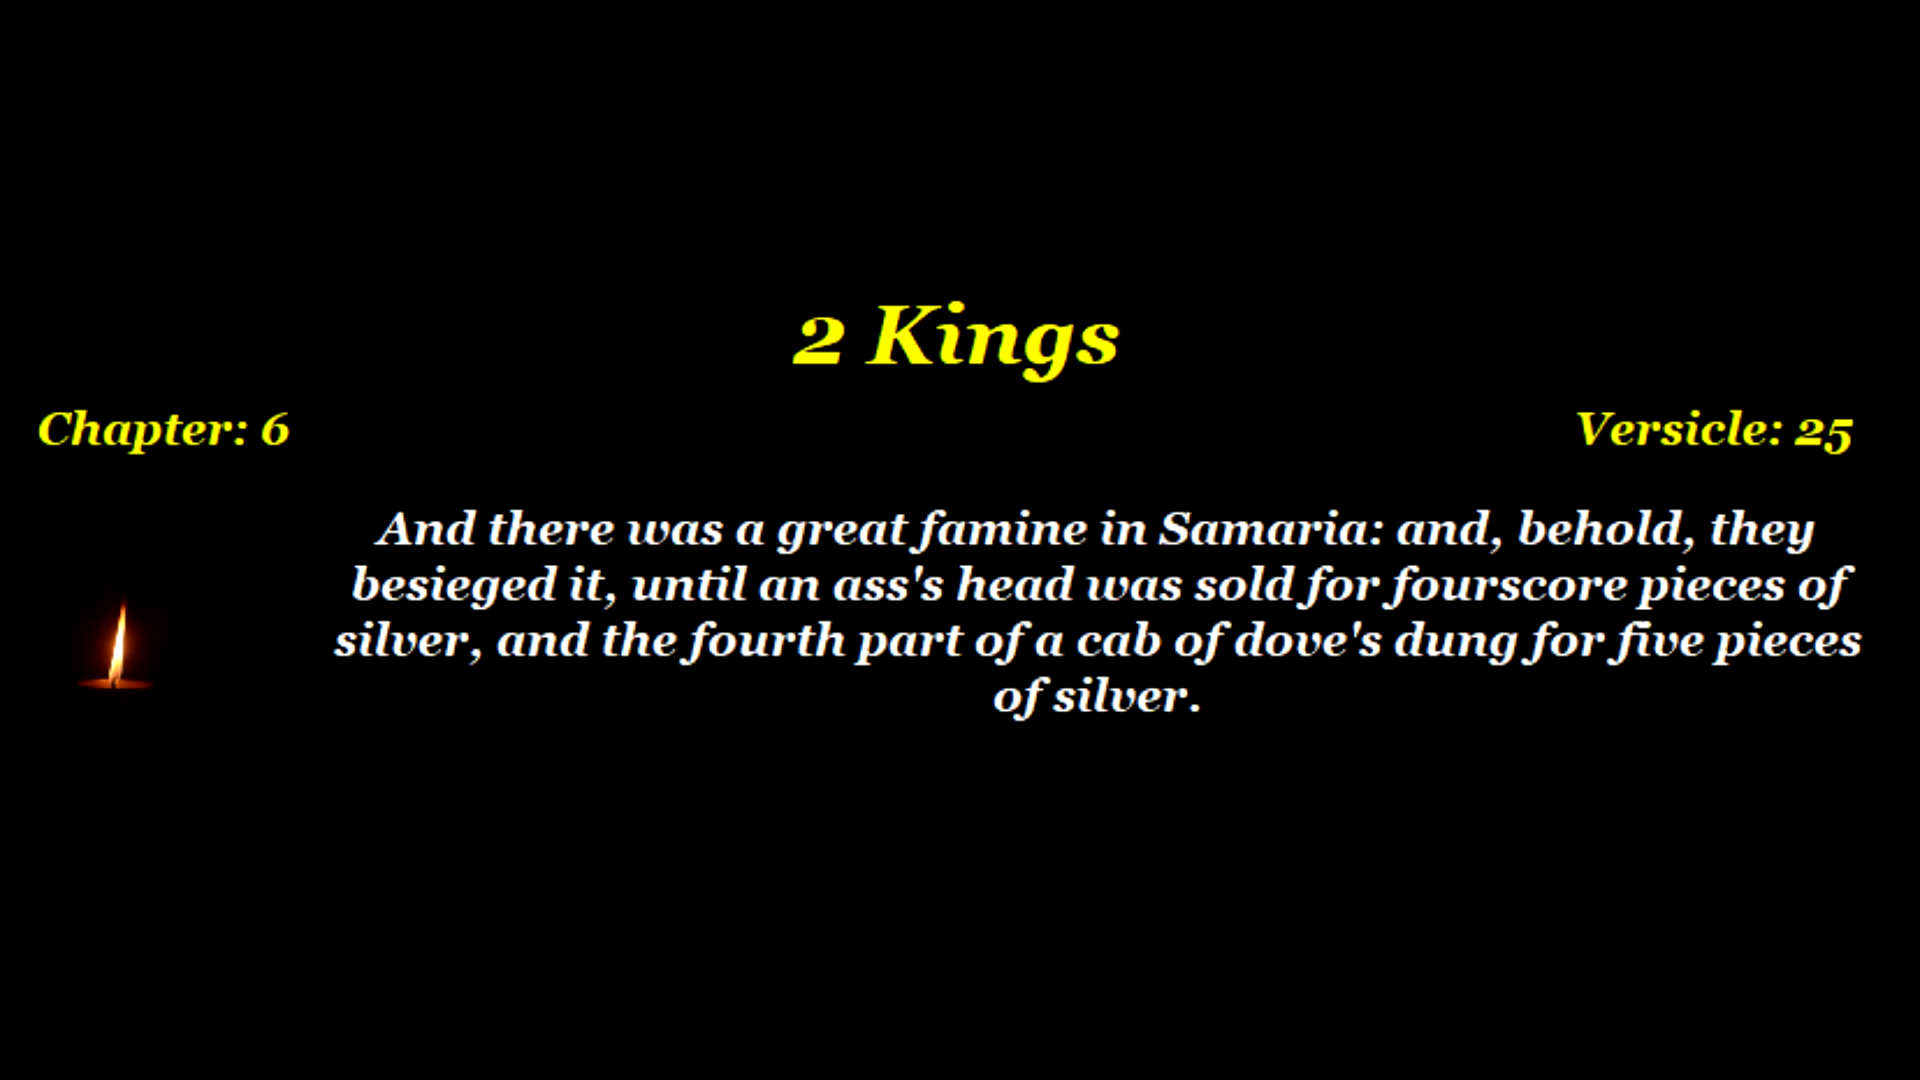 2 Kings
Chapter: 6
Versicle: 25
And there was a great famine in Samaria: and, behold, they
besieged it, until an ass's head was sold for fourscore pieces of
silver, and the fourth part of a cab of dove's dung for five pieces
of silver.